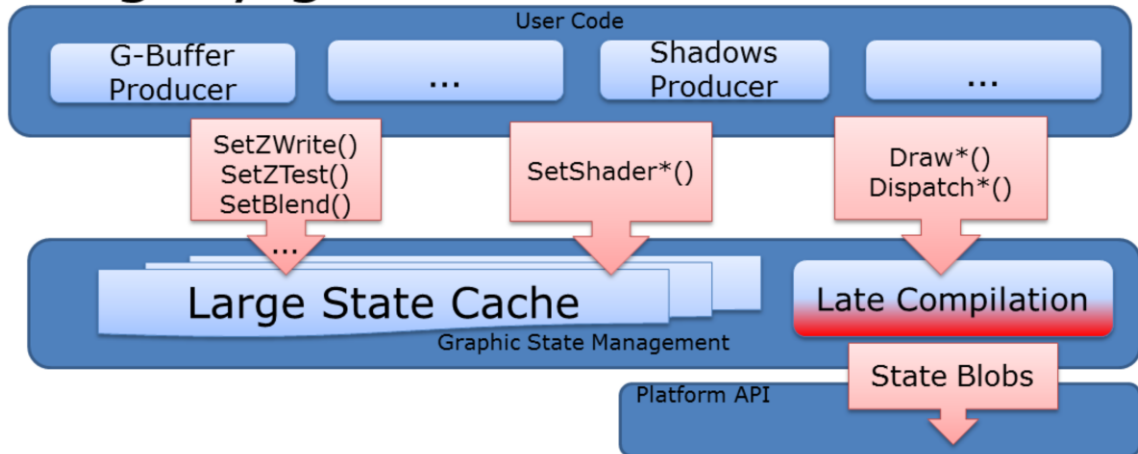 User Code
G-Buffer
Producer
...
Shadows
Producer
...
SetZWrite()
SetZTest()
SetBlend()
...
SetShader*()
Draw*()
Dispatch*()
Large State Cache
Late Compilation
Graphic State Management
State Blobs
Platform API